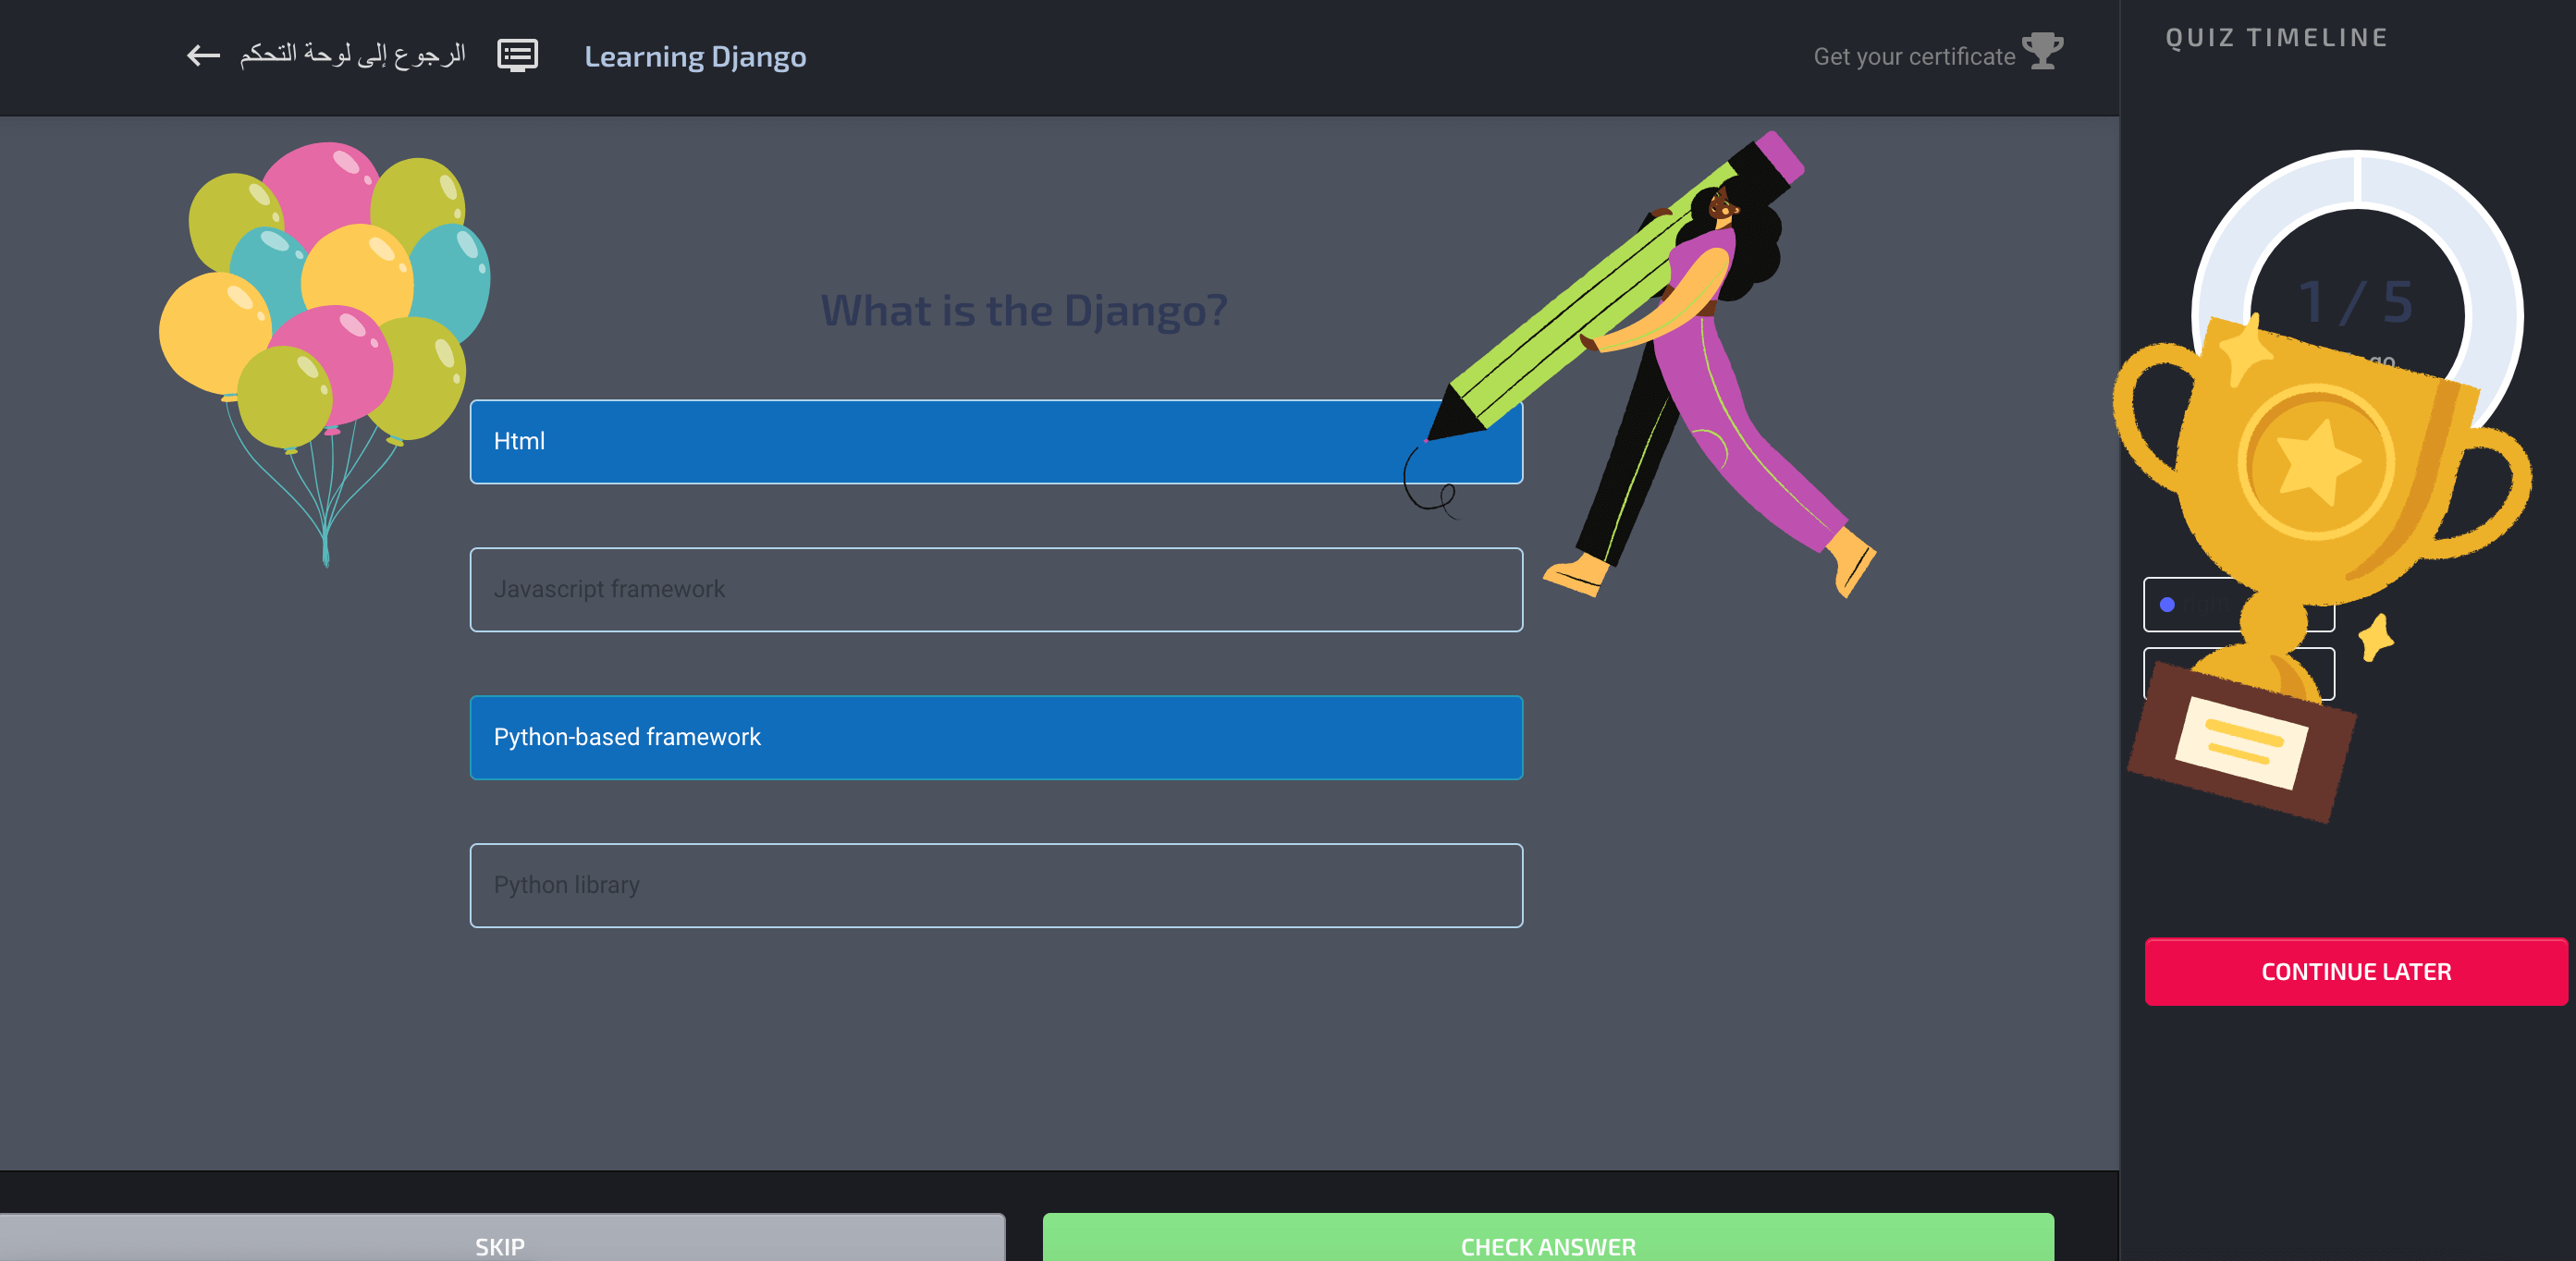 الرجوع إلى لوحة التحكم
Learning Django
Get your certificate
QUIZ TIMELINE
What is the Django?
Html
Javascript framework
Python-based framework
Python library
1 / 5
CONTINUE LATER
SKIP
CHECK ANSWER